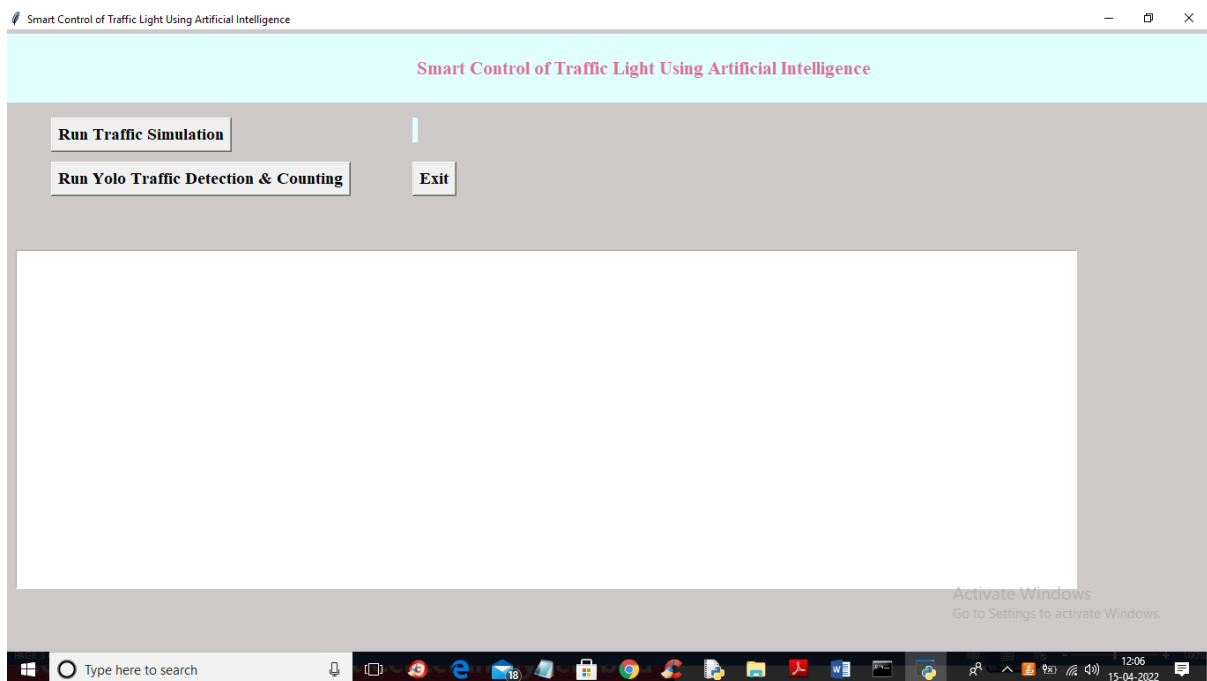 Smart Control of Traffic Light Using Artificial Intelligence
Smart Control of Traffic Light Using Artificial Intelligence
Run Traffic Simulation
Run Yolo Traffic Detection & Counting
Exit
Activate Windows
Go to Settings to activate Windows.
Type here to search
18
12:06
15-04-2022
100%